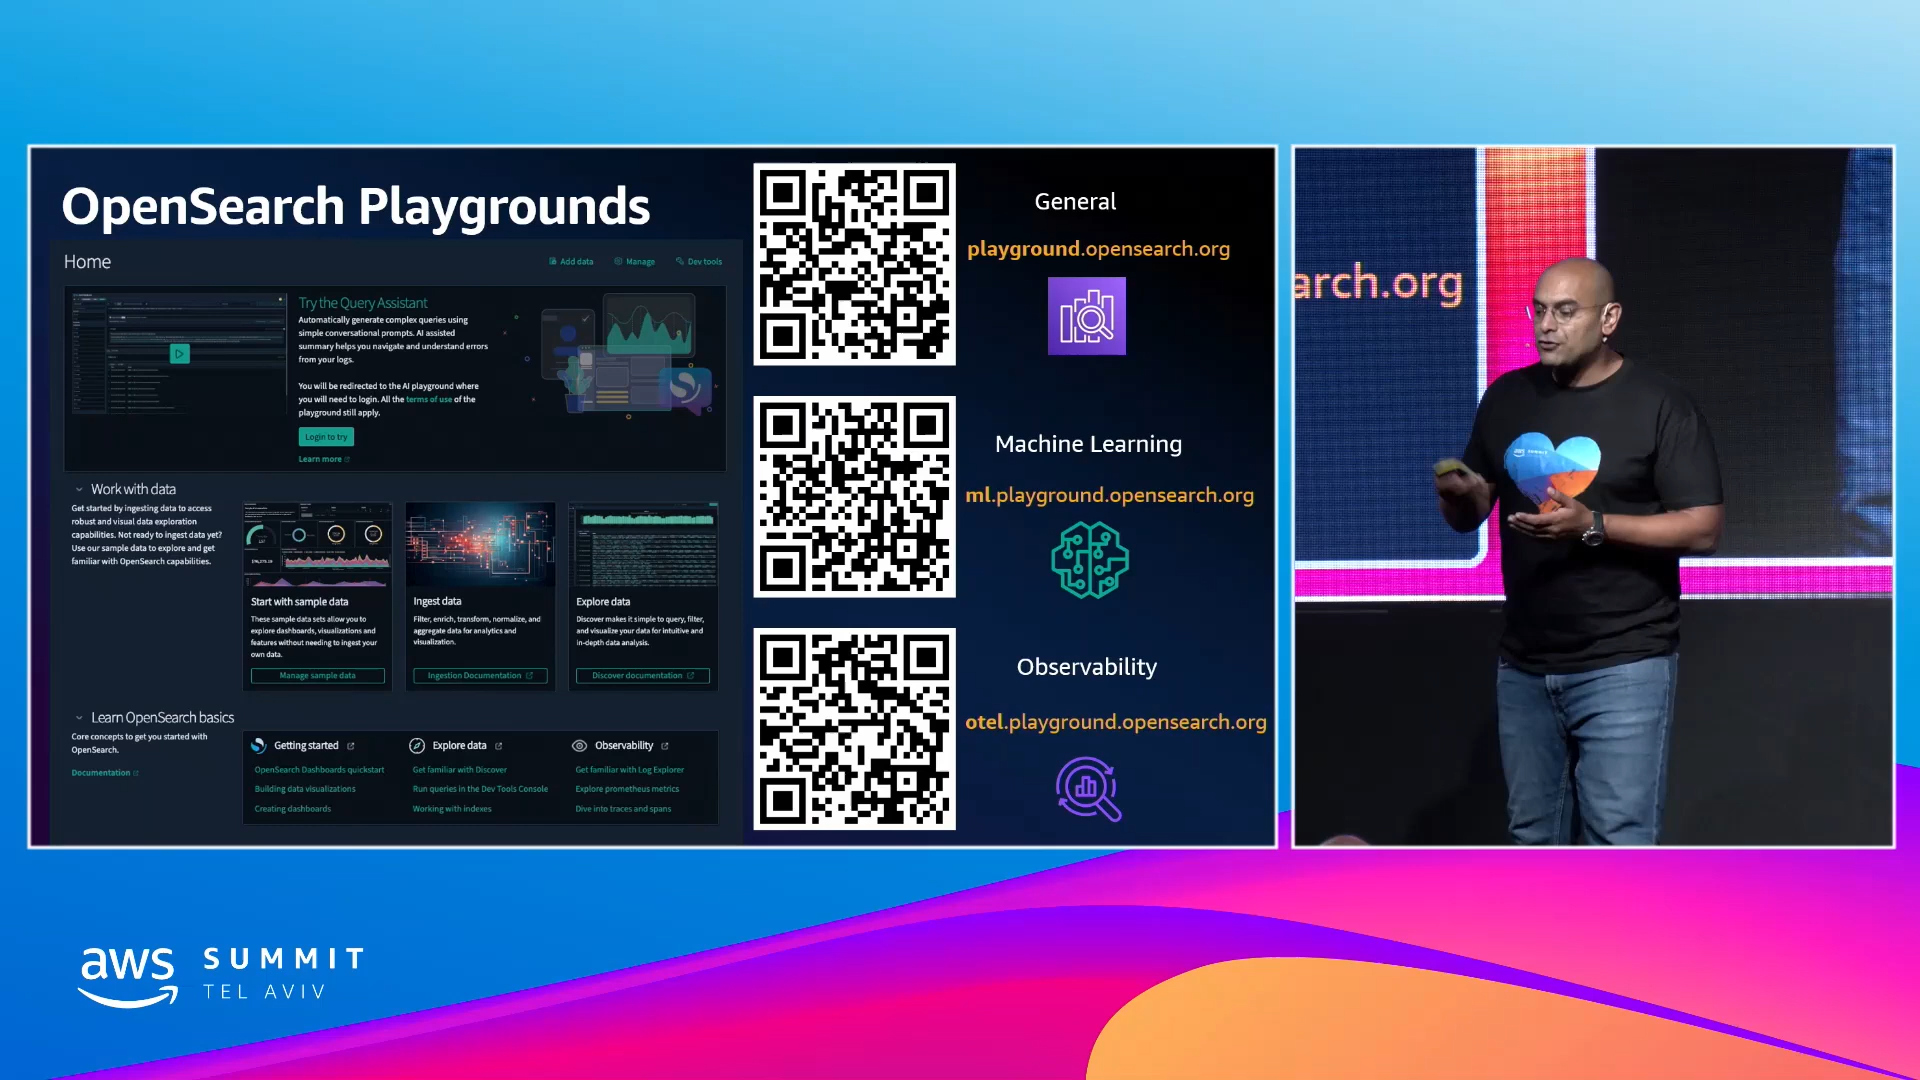 OpenSearch Playgrounds
Home
Add data
Manage
Dev tools
Try the Query Assistant
Automatically generate complex queries using
simple conversational prompts. AI assisted
summary helps you navigate and understand errors
from your logs.
You will be redirected to the AI playground where
you will need to login. All the terms of use of the
playground still apply.
Login to try
Learn more
Work with data
Get started by ingesting data to access
robust and visual data exploration
capabilities. Not ready to ingest data yet?
Use our sample data to explore and get
familiar with OpenSearch capabilities.
Start with sample data
These sample data sets allow you to
explore dashboards, visualizations and
features without needing to ingest your
own data.
Manage sample data
Ingest data
Filter, enrich, transform, normalize, and
aggregate data for analytics and
visualization.
Ingestion Documentation
Explore data
Discover makes it simple to query, filter,
and visualize your data for intuitive and
in-depth data analysis.
Discover documentation
Learn OpenSearch basics
Core concepts to get you started with
OpenSearch.
Documentation
Getting started
OpenSearch Dashboards quickstart
Building data visualizations
Creating dashboards
Explore data
Get familiar with Discover
Run queries in the Dev Tools Console
Working with indexes
Observability
Get familiar with Log Explorer
Explore prometheus metrics
Dive into traces and spans
General
playground.opensearch.org
Machine Learning
ml.playground.opensearch.org
Observability
otel.playground.opensearch.org
arch.org
aws SUMMIT
aws SUMMIT
TEL AVIV